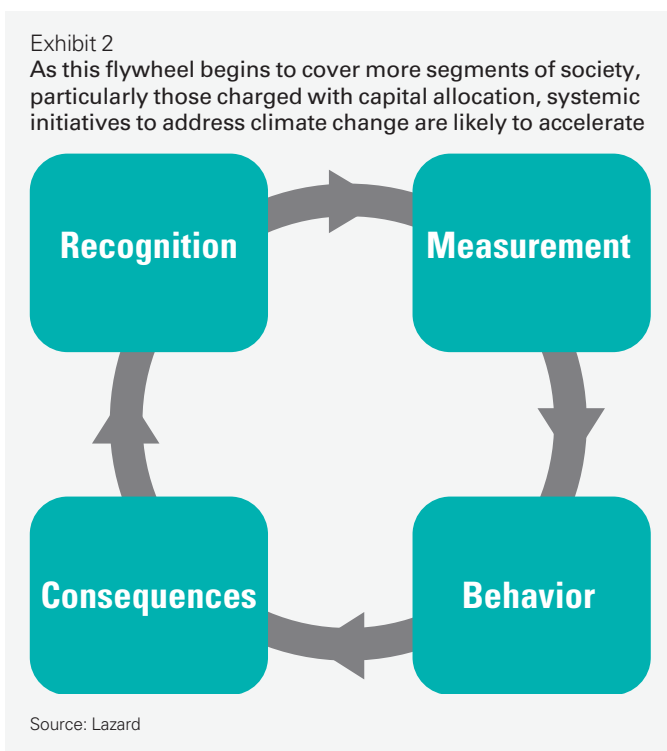 Exhibit 2
As this flywheel begins to cover more segments of society,
particularly those charged with capital allocation, systemic
initiatives to address climate change are likely to accelerate
Recognition
Measurement
Consequences
Behavior
Source: Lazard